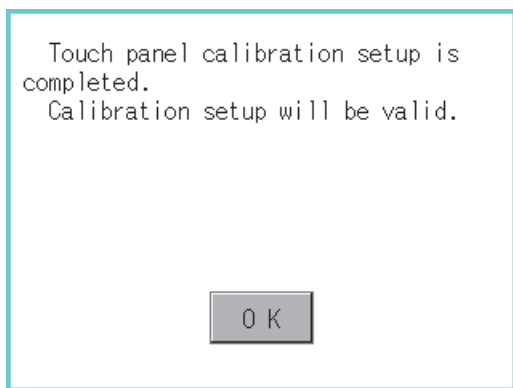 Touch panel calibration setup is
completed.
Calibration setup will be valid.
OK